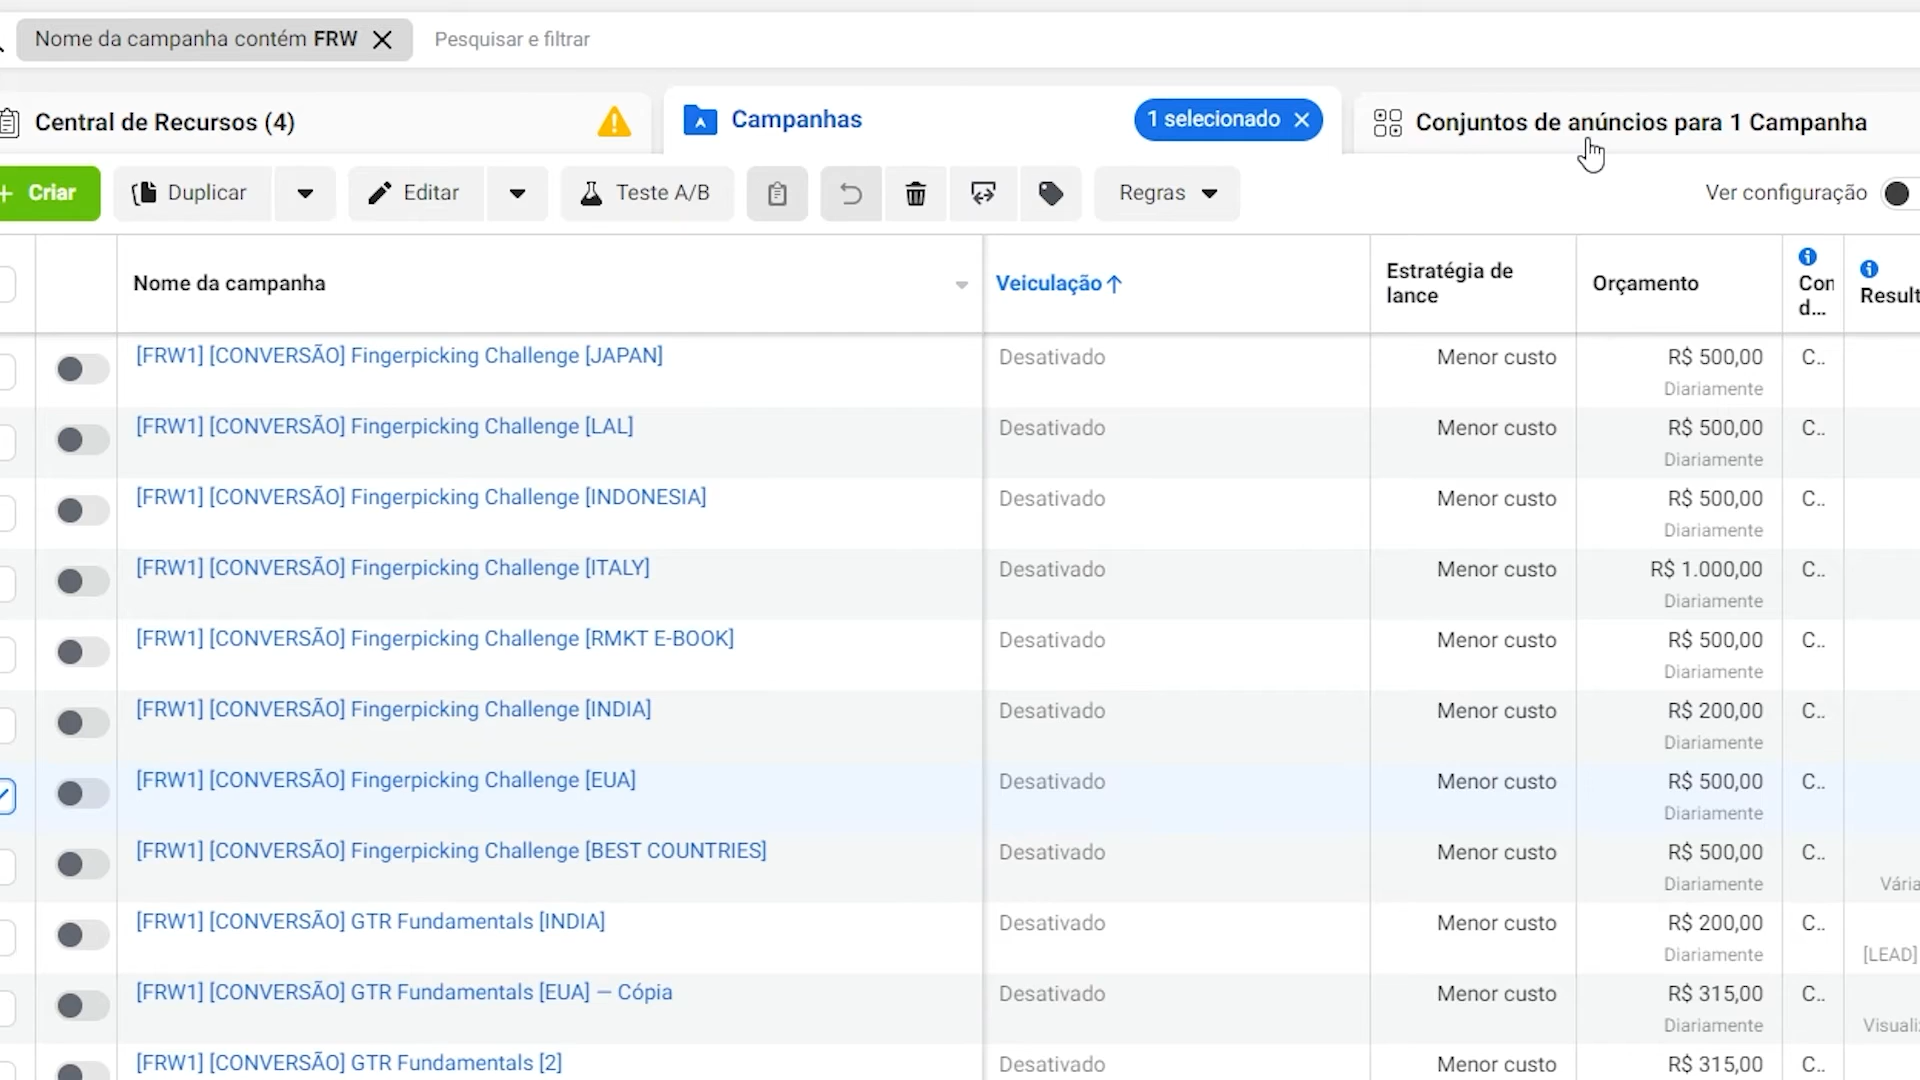 Nome da campanha contém FRW
Pesquisar e filtrar
Central de Recursos (4)
Campanhas
1 selecionado
Conjuntos de anúncios para 1 Campanha
+ Criar
Duplicar
Editar
Teste A/B
Regras
Ver configuração
Nome da campanha
Veiculação
Estratégia de
lance
Orçamento
Con
d...
Result
[FRW1] [CONVERSÃO] Fingerpicking Challenge [JAPAN]
Desativado
Menor custo
R$ 500,00
C..
Diariamente
[FRW1] [CONVERSÃO] Fingerpicking Challenge [LAL]
Desativado
Menor custo
R$ 500,00
C..
Diariamente
[FRW1] [CONVERSÃO] Fingerpicking Challenge [INDONESIA]
Desativado
Menor custo
R$ 500,00
C..
Diariamente
[FRW1] [CONVERSÃO] Fingerpicking Challenge [ITALY]
Desativado
Menor custo
R$ 1.000,00
C..
Diariamente
[FRW1] [CONVERSÃO] Fingerpicking Challenge [RMKT E-BOOK]
Desativado
Menor custo
R$ 500,00
C..
Diariamente
[FRW1] [CONVERSÃO] Fingerpicking Challenge [INDIA]
Desativado
Menor custo
R$ 200,00
C..
Diariamente
[FRW1] [CONVERSÃO] Fingerpicking Challenge [EUA]
Desativado
Menor custo
R$ 500,00
C..
Diariamente
[FRW1] [CONVERSÃO] Fingerpicking Challenge [BEST COUNTRIES]
Desativado
Menor custo
R$ 500,00
C..
Diariamente
Vária
[FRW1] [CONVERSÃO] GTR Fundamentals [INDIA]
Desativado
Menor custo
R$ 200,00
C..
Diariamente
[LEAD]
[FRW1] [CONVERSÃO] GTR Fundamentals [EUA] — Cópia
Desativado
Menor custo
R$ 315,00
C..
Diariamente
Visuali
[FRW1] [CONVERSÃO] GTR Fundamentals [2]
Desativado
Menor custo
R$ 315,00
C..